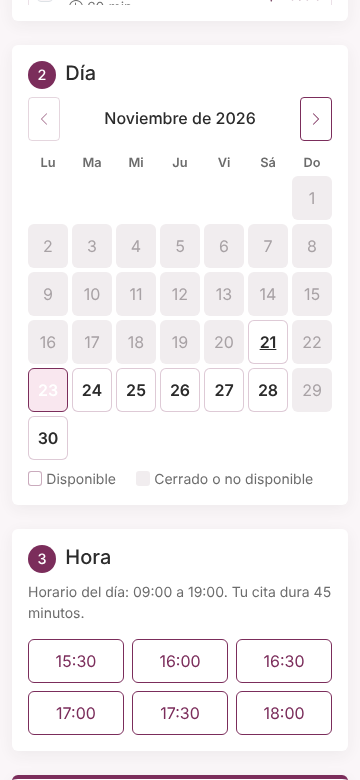 2 Día
Noviembre de 2026
Lu Ma Mi Ju Vi Sá Do
1
2 3 4 5 6 7 8
9 10 11 12 13 14 15
16 17 18 19 20 21 22
23 24 25 26 27 28 29
30
Disponible Cerrado o no disponible
3 Hora
Horario del día: 09:00 a 19:00. Tu cita dura 45
minutos.
15:30 16:00 16:30
17:00 17:30 18:00